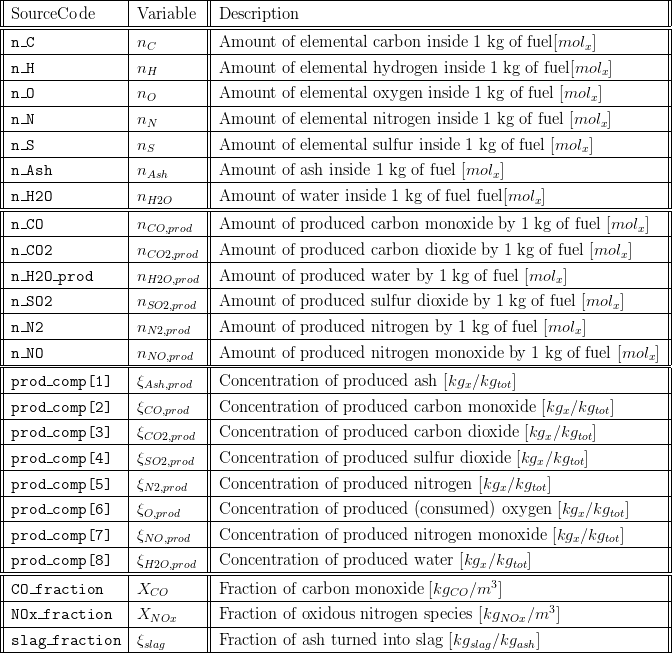 SourceCode Variable Description
n_C n_C Amount of elemental carbon inside 1 kg of fuel[mol_x]
n_H n_H Amount of elemental hydrogen inside 1 kg of fuel[mol_x]
n_O n_O Amount of elemental oxygen inside 1 kg of fuel [mol_x]
n_N n_N Amount of elemental nitrogen inside 1 kg of fuel [mol_x]
n_S n_S Amount of elemental sulfur inside 1 kg of fuel [mol_x]
n_Ash n_{Ash} Amount of ash inside 1 kg of fuel [mol_x]
n_H2O n_{H2O} Amount of water inside 1 kg of fuel fuel[mol_x]
n_CO n_{CO,prod} Amount of produced carbon monoxide by 1 kg of fuel [mol_x]
n_CO2 n_{CO2,prod} Amount of produced carbon dioxide by 1 kg of fuel [mol_x]
n_H2O_prod n_{H2O,prod} Amount of produced water by 1 kg of fuel [mol_x]
n_SO2 n_{SO2,prod} Amount of produced sulfur dioxide by 1 kg of fuel [mol_x]
n_N2 n_{N2,prod} Amount of produced nitrogen by 1 kg of fuel [mol_x]
n_NO n_{NO,prod} Amount of produced nitrogen monoxide by 1 kg of fuel [mol_x]
prod_comp[1] ξ_{Ash,prod} Concentration of produced ash [kg_x/kg_{tot}]
prod_comp[2] ξ_{CO,prod} Concentration of produced carbon monoxide [kg_x/kg_{tot}]
prod_comp[3] ξ_{CO2,prod} Concentration of produced carbon dioxide [kg_x/kg_{tot}]
prod_comp[4] ξ_{SO2,prod} Concentration of produced sulfur dioxide [kg_x/kg_{tot}]
prod_comp[5] ξ_{N2,prod} Concentration of produced nitrogen [kg_x/kg_{tot}]
prod_comp[6] ξ_{O,prod} Concentration of produced (consumed) oxygen [kg_x/kg_{tot}]
prod_comp[7] ξ_{NO,prod} Concentration of produced nitrogen monoxide [kg_x/kg_{tot}]
prod_comp[8] ξ_{H2O,prod} Concentration of produced water [kg_x/kg_{tot}]
CO_fraction X_{CO} Fraction of carbon monoxide [kg_{CO}/m^3]
NOx_fraction X_{NOx} Fraction of oxidous nitrogen species [kg_{NOx}/m^3]
slag_fraction ξ_{slag} Fraction of ash turned into slag [kg_{slag}/kg_{ash}]